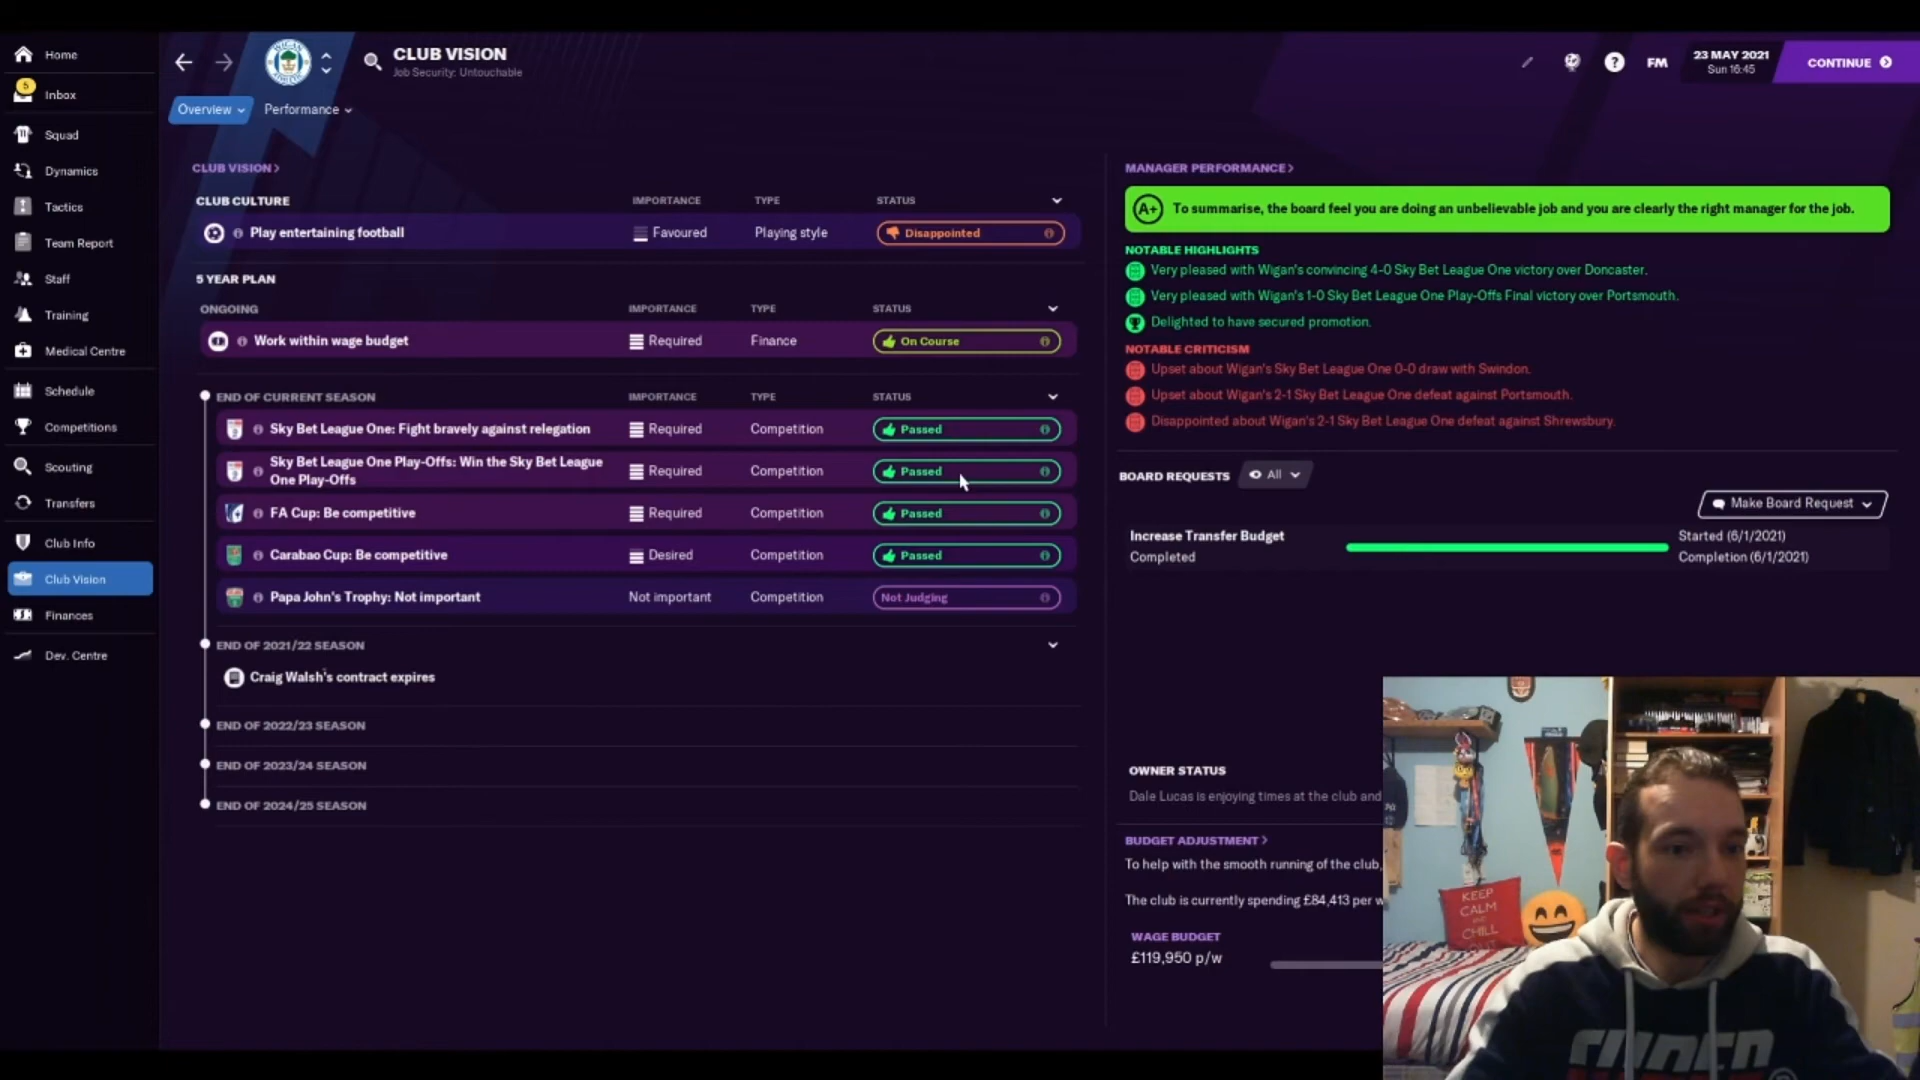 Home
CLUB VISION
Job Security: Untouchable
FM
23 MAY 2021
Sun 16:45
CONTINUE
5
Inbox
Overview
Performance
Squad
Dynamics
Tactics
Team Report
Staff
Training
Medical Centre
Schedule
Competitions
Scouting
Transfers
Club Info
Club Vision
Finances
Dev. Centre
CLUB VISION >
CLUB CULTURE IMPORTANCE TYPE STATUS
Play entertaining football Favoured Playing style Disappointed
5 YEAR PLAN
ONGOING IMPORTANCE TYPE STATUS
Work within wage budget Required Finance On Course
END OF CURRENT SEASON IMPORTANCE TYPE STATUS
Sky Bet League One: Fight bravely against relegation Required Competition Passed
Sky Bet League One Play-Offs: Win the Sky Bet League
One Play-Offs Required Competition Passed
FA Cup: Be competitive Required Competition Passed
Carabao Cup: Be competitive Desired Competition Passed
Papa John's Trophy: Not important Not important Competition Not Judging
END OF 2021/22 SEASON
Craig Walsh's contract expires
END OF 2022/23 SEASON
END OF 2023/24 SEASON
END OF 2024/25 SEASON
MANAGER PERFORMANCE >
A+ To summarise, the board feel you are doing an unbelievable job and you are clearly the right manager for the job.
NOTABLE HIGHLIGHTS
Very pleased with Wigan's convincing 4-0 Sky Bet League One victory over Doncaster.
Very pleased with Wigan's 1-0 Sky Bet League One Play-Offs Final victory over Portsmouth.
Delighted to have secured promotion.
NOTABLE CRITICISM
Upset about Wigan's Sky Bet League One 0-0 draw with Swindon.
Upset about Wigan's 2-1 Sky Bet League One defeat against Portsmouth.
Disappointed about Wigan's 2-1 Sky Bet League One defeat against Shrewsbury.
BOARD REQUESTS All
Make Board Request
Increase Transfer Budget Started (6/1/2021)
Completed Completion (6/1/2021)
OWNER STATUS
Dale Lucas is enjoying times at the club and
BUDGET ADJUSTMENT >
To help with the smooth running of the club,
The club is currently spending £84,413 per w
WAGE BUDGET
£119,950 p/w
KEEP
CALM
AND
CHILL
OUT